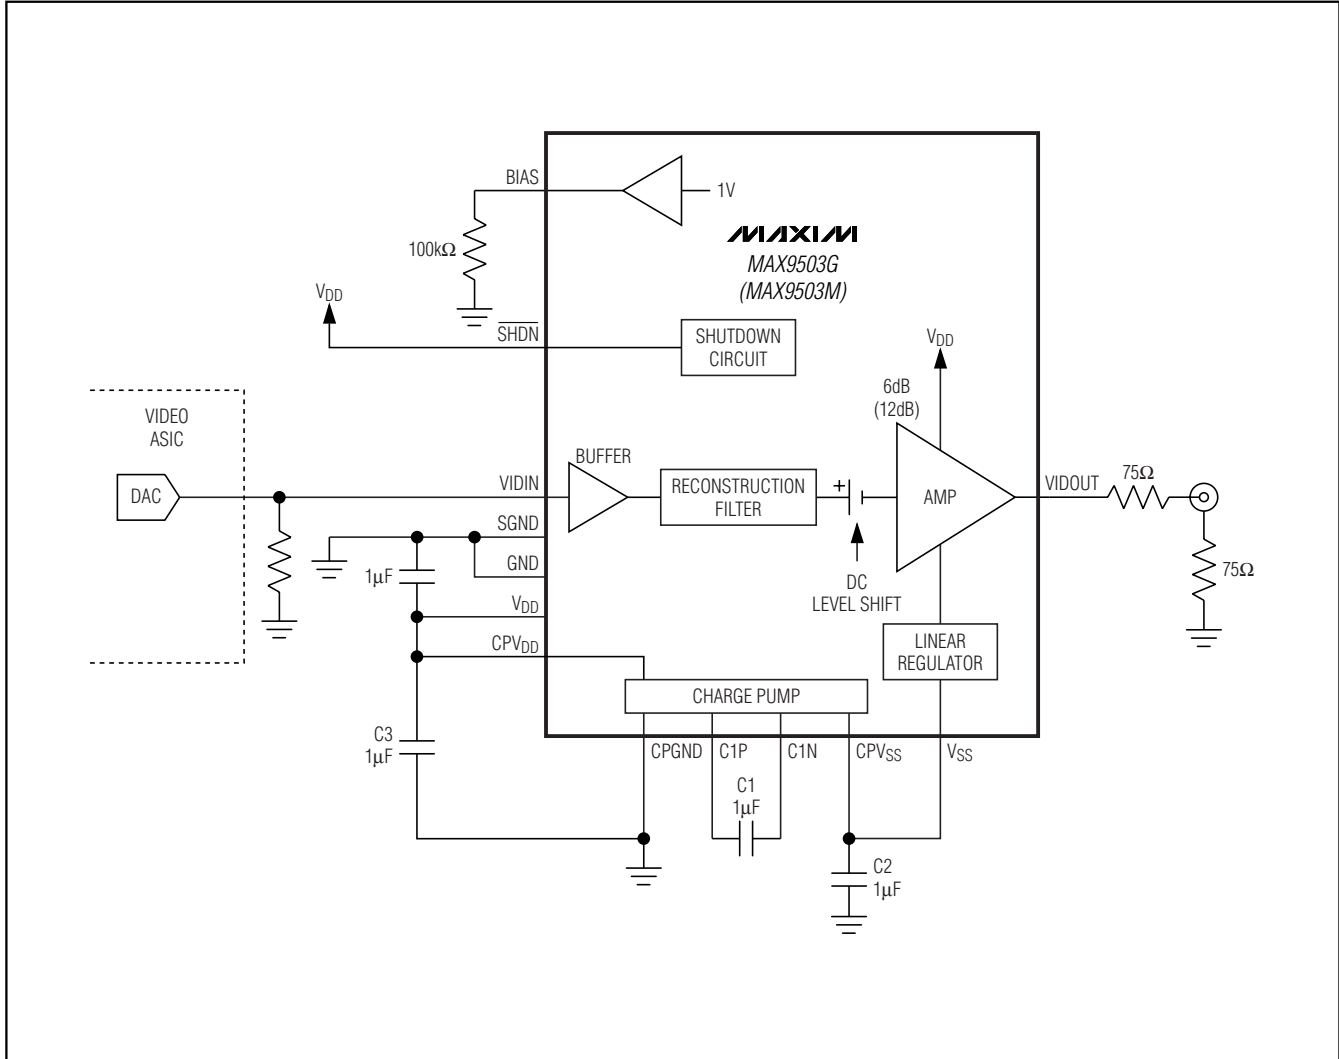 BIAS
1V
MAXIM
MAX9503G
(MAX9503M)
100kΩ
VDD
SHDN
SHUTDOWN
CIRCUIT
VDD
6dB
(12dB)
VIDEO
ASIC
DAC
VIDIN
BUFFER
RECONSTRUCTION
FILTER
+
AMP
VIDOUT
75Ω
SGND
GND
1µF
DC
LEVEL SHIFT
75Ω
VDD
CPVDD
LINEAR
REGULATOR
CHARGE PUMP
C3
1µF
CPGND
C1P
C1N
CPVSS
VSS
C1
1µF
C2
1µF